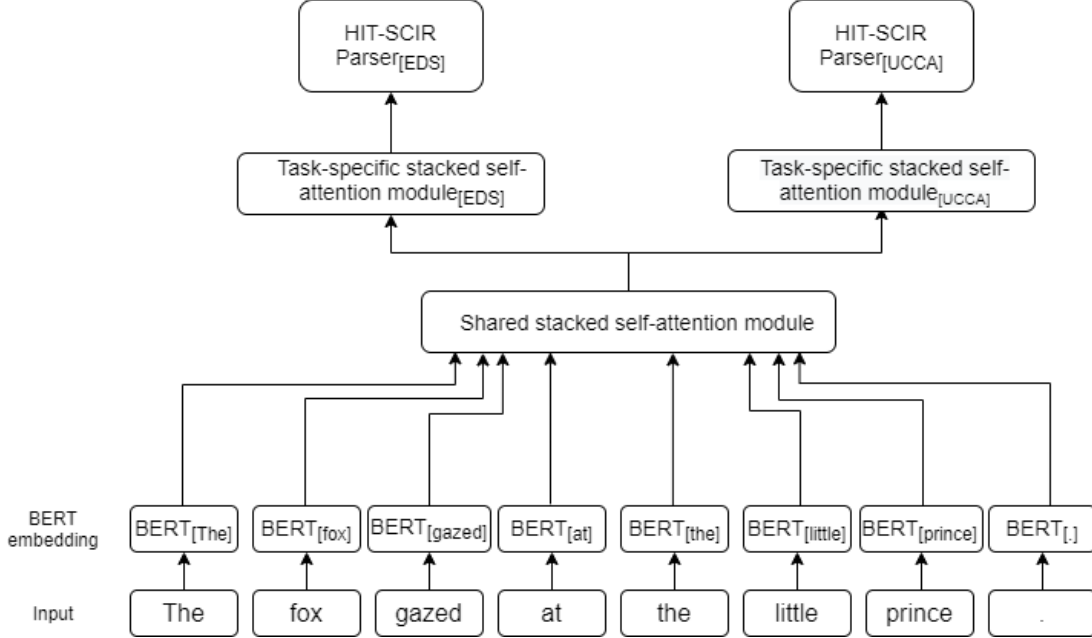 HIT-SCIR
Parser[EDS]
HIT-SCIR
Parser[UCCA]
Task-specific stacked self-
attention module[EDS]
Task-specific stacked self-
attention module[UCCA]
Shared stacked self-attention module
BERT
embedding
BERT[The]
BERT[fox]
BERT[gazed]
BERT[at]
BERT[the]
BERT[little]
BERT[prince]
BERT[.]
Input
The
fox
gazed
at
the
little
prince
.